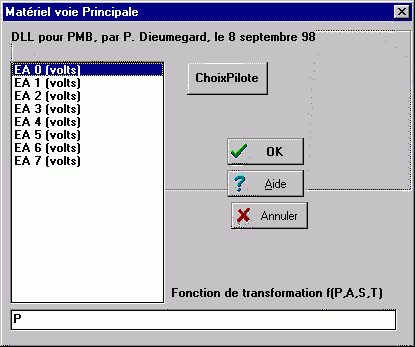 Matériel voie Principale
DLL pour PMB, par P. Dieumegard, le 8 septembre 98
EA 0 (volts)
EA 1 (volts)
EA 2 (volts)
EA 3 (volts)
EA 4 (volts)
EA 5 (volts)
EA 6 (volts)
EA 7 (volts)
ChoixPilote
OK
Aide
Annuler
Fonction de transformation f(P,A,S,T)
P